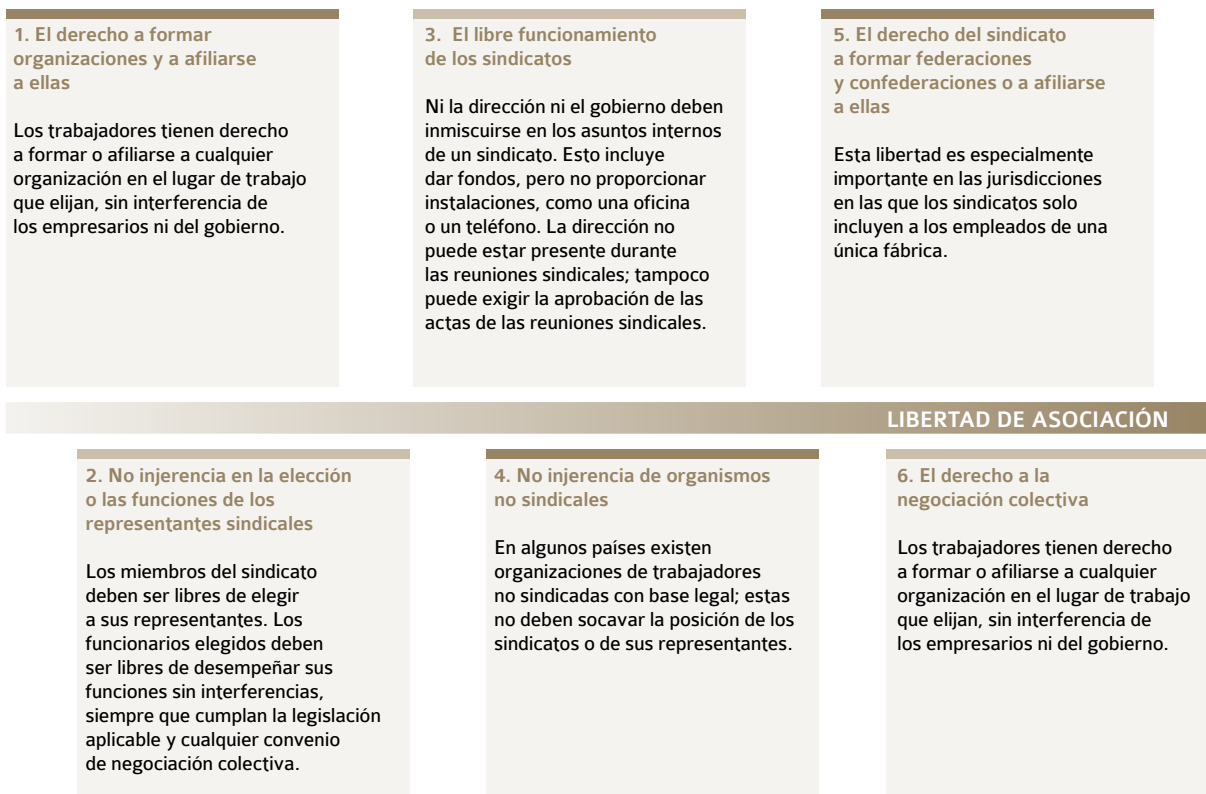 1. El derecho a formar
organizaciones y a afiliarse
a ellas
Los trabajadores tienen derecho
a formar o afiliarse a cualquier
organización en el lugar de trabajo
que elijan, sin interferencia de
los empresarios ni del gobierno.
3. El libre funcionamiento
de los sindicatos
Ni la dirección ni el gobierno deben
inmiscuirse en los asuntos internos
de un sindicato. Esto incluye
dar fondos, pero no proporcionar
instalaciones, como una oficina
o un teléfono. La dirección no
puede estar presente durante
las reuniones sindicales; tampoco
puede exigir la aprobación de las
actas de las reuniones sindicales.
5. El derecho del sindicato
a formar federaciones
y confederaciones o a afiliarse
a ellas
Esta libertad es especialmente
importante en las jurisdicciones
en las que los sindicatos solo
incluyen a los empleados de una
única fábrica.
LIBERTAD DE ASOCIACIÓN
2. No injerencia en la elección
o las funciones de los
representantes sindicales
Los miembros del sindicato
deben ser libres de elegir
a sus representantes. Los
funcionarios elegidos deben
ser libres de desempeñar sus
funciones sin interferencias,
siempre que cumplan la legislación
aplicable y cualquier convenio
de negociación colectiva.
4. No injerencia de organismos
no sindicales
En algunos países existen
organizaciones de trabajadores
no sindicadas con base legal; estas
no deben socavar la posición de los
sindicatos o de sus representantes.
6. El derecho a la
negociación colectiva
Los trabajadores tienen derecho
a formar o afiliarse a cualquier
organización en el lugar de trabajo
que elijan, sin interferencia de
los empresarios ni del gobierno.